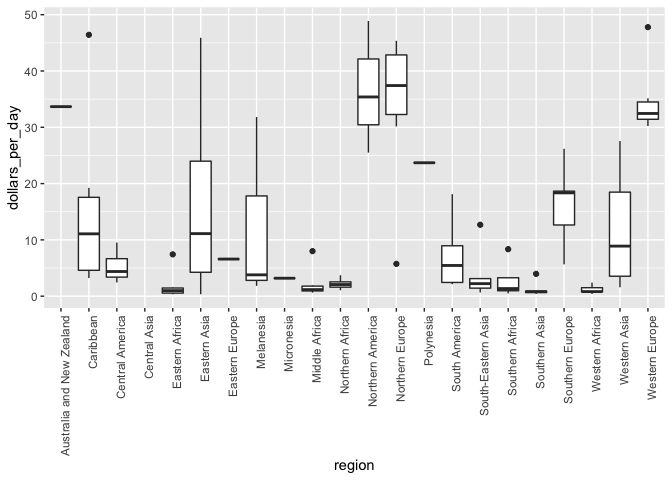 50
40
30
20
10
0
dollars_per_day
Australia and New Zealand
Caribbean
Central America
Central Asia
Eastern Africa
Eastern Asia
Eastern Europe
Melanesia
Micronesia
Middle Africa
Northern Africa
Northern America
Northern Europe
Polynesia
South America
South-Eastern Asia
Southern Africa
Southern Asia
Southern Europe
Western Africa
Western Asia
Western Europe
region